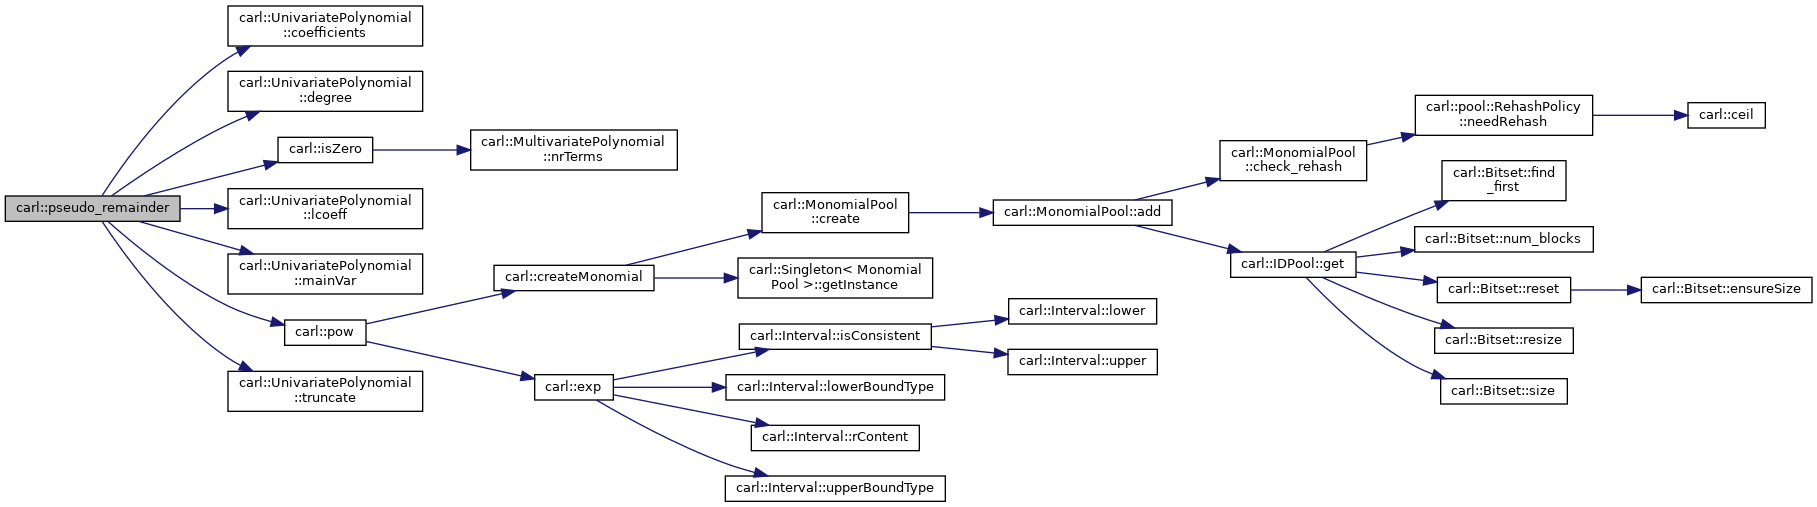 carl::pseudo_remainder
carl::UnivariatePolynomial
::coefficients
carl::UnivariatePolynomial
::degree
carl::isZero
carl::UnivariatePolynomial
::lcoeff
carl::UnivariatePolynomial
::mainVar
carl::pow
carl::UnivariatePolynomial
::truncate
carl::MultivariatePolynomial
::nrTerms
carl::createMonomial
carl::exp
carl::MonomialPool
::create
carl::Singleton< Monomial
Pool >::getInstance
carl::Interval::isConsistent
carl::Interval::lowerBoundType
carl::Interval::rContent
carl::Interval::upperBoundType
carl::MonomialPool::add
carl::Interval::lower
carl::Interval::upper
carl::MonomialPool
::check_rehash
carl::IDPool::get
carl::pool::RehashPolicy
::needRehash
carl::Bitset::find
_first
carl::Bitset::num_blocks
carl::Bitset::reset
carl::Bitset::resize
carl::Bitset::size
carl::ceil
carl::Bitset::ensureSize